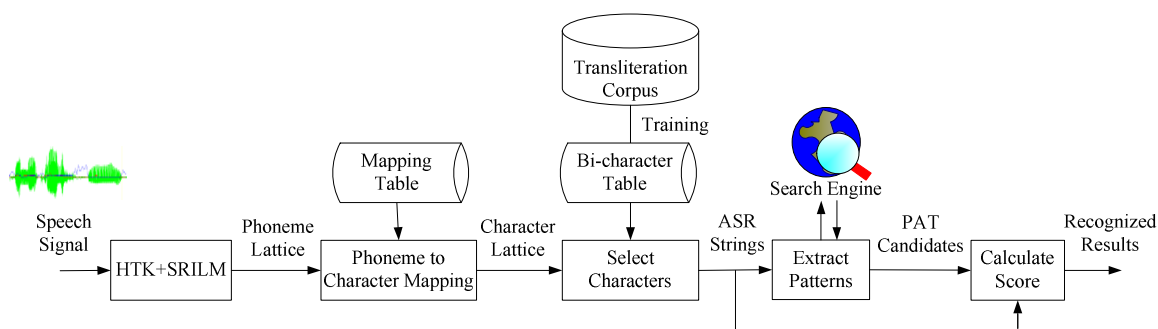 Transliteration
Corpus
Training
Mapping
Table
Bi-character
Table
Search Engine
Speech
Signal
Phoneme
Lattice
Character
Lattice
ASR
Strings
PAT
Candidates
Recognized
Results
HTK+SRILM
Phoneme to
Character Mapping
Select
Characters
Extract
Patterns
Calculate
Score